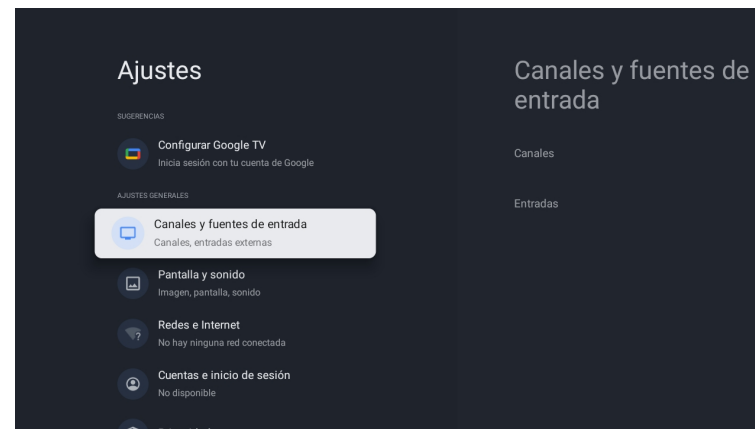 Ajustes
SUGERENCIAS
Configurar Google TV
Inicia sesión con tu cuenta de Google
AJUSTES GENERALES
Canales y fuentes de entrada
Canales, entradas externas
Pantalla y sonido
Imagen, pantalla, sonido
Redes e Internet
No hay ninguna red conectada
Cuentas e inicio de sesión
No disponible
Canales y fuentes de
entrada
Canales
Entradas